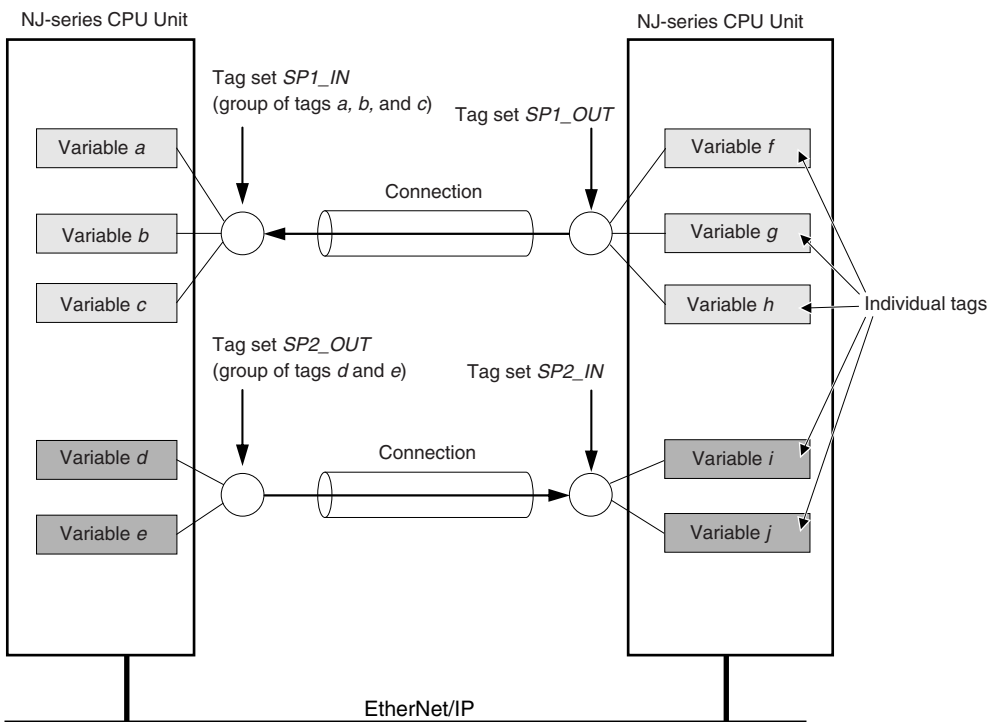 NJ-series CPU Unit
NJ-series CPU Unit
Tag set SP1_IN
(group of tags a, b, and c)
Tag set SP1_OUT
Variable a
Variable b
Variable c
Connection
Variable f
Variable g
Variable h
Individual tags
Tag set SP2_OUT
(group of tags d and e)
Tag set SP2_IN
Variable d
Variable e
Connection
Variable i
Variable j
EtherNet/IP